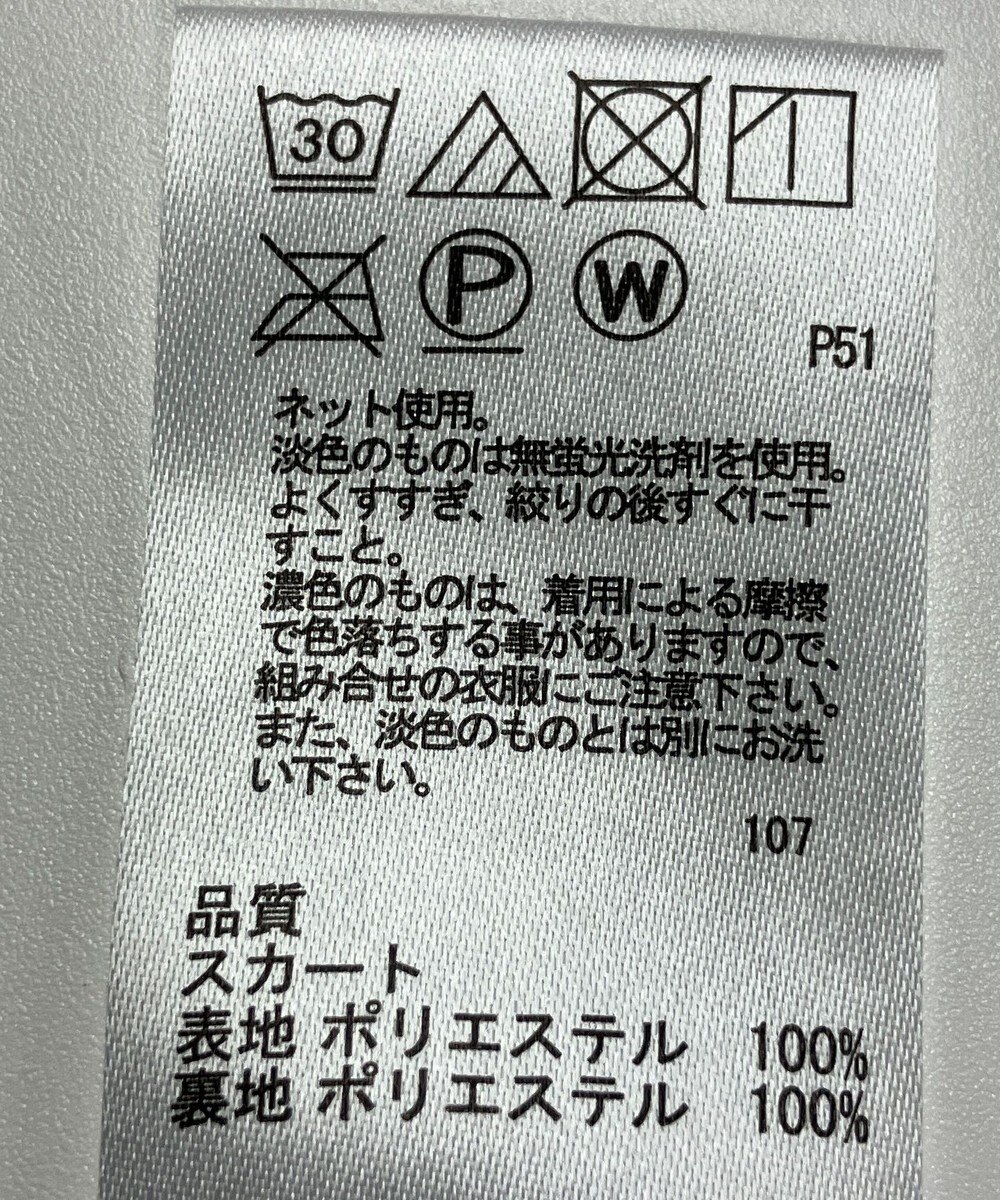 30
P W
P51
ネット使用。
淡色のものは無蛍光洗剤を使用。
よくすすぎ、絞りの後すぐに干
すこと。
濃色のものは、着用による摩擦
で色落ちする事がありますので、
組み合せの衣服にご注意下さい。
また、淡色のものとは別にお洗
い下さい。
107
品質
スカート
表地 ポリエステル 100%
裏地 ポリエステル 100%